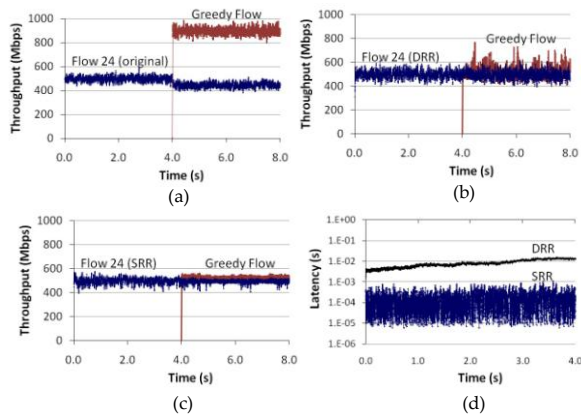 Throughput (Mbps)
1000
800
600
400
200
0
Flow 24 (original)
Greedy Flow
0.0 2.0 4.0 6.0 8.0
Time (s)
(a)
Throughput (Mbps)
1000
800
600
400
200
0
Flow 24 (DRR)
Greedy Flow
0.0 2.0 4.0 6.0 8.0
Time (s)
(b)
Throughput (Mbps)
1000
800
600
400
200
0
Flow 24 (SRR)
Greedy Flow
0.0 2.0 4.0 6.0 8.0
Time (s)
(c)
Latency (s)
1.E+00
1.E-01
1.E-02
1.E-03
1.E-04
1.E-05
1.E-06
DRR
SRR
0.0 1.0 2.0 3.0 4.0
Time (s)
(d)